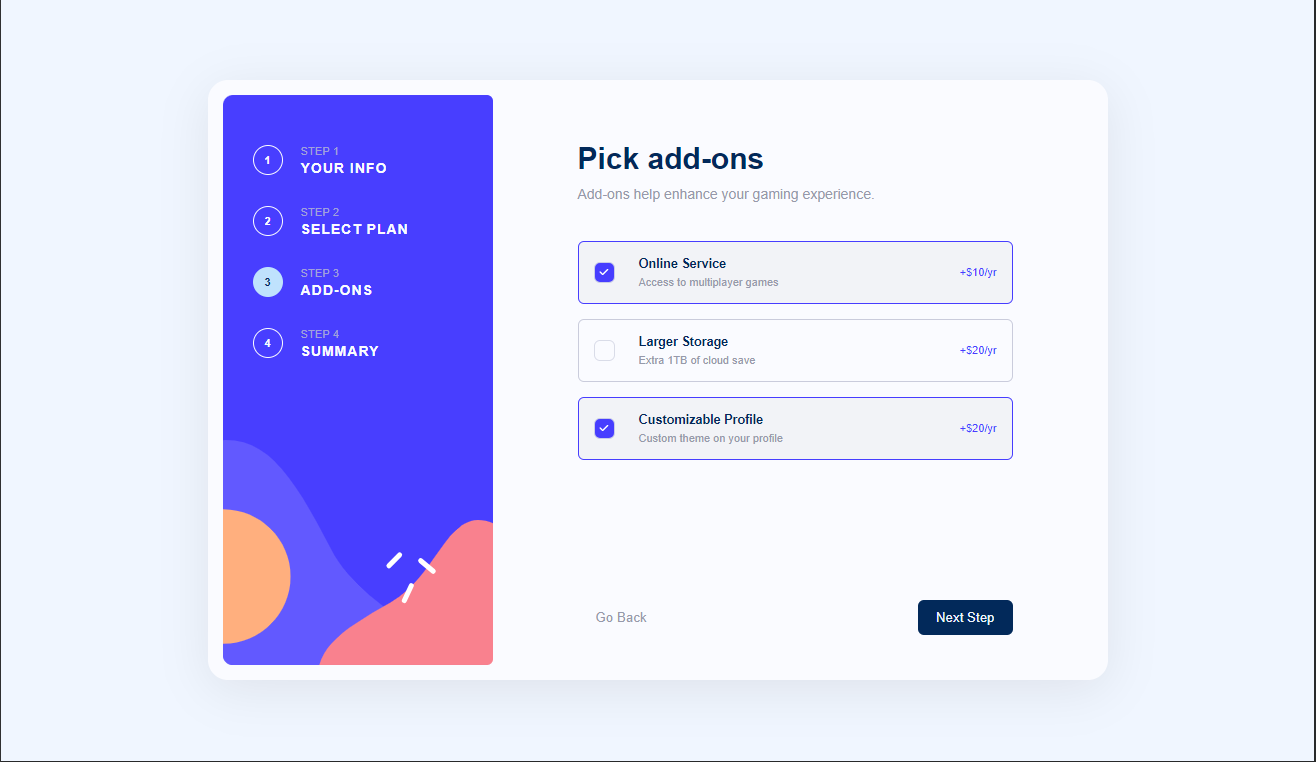 1
STEP 1
YOUR INFO
2
STEP 2
SELECT PLAN
3
STEP 3
ADD-ONS
4
STEP 4
SUMMARY
Pick add-ons
Add-ons help enhance your gaming experience.
Online Service
Access to multiplayer games
+$10/yr
Larger Storage
Extra 1TB of cloud save
+$20/yr
Customizable Profile
Custom theme on your profile
+$20/yr
Go Back
Next Step